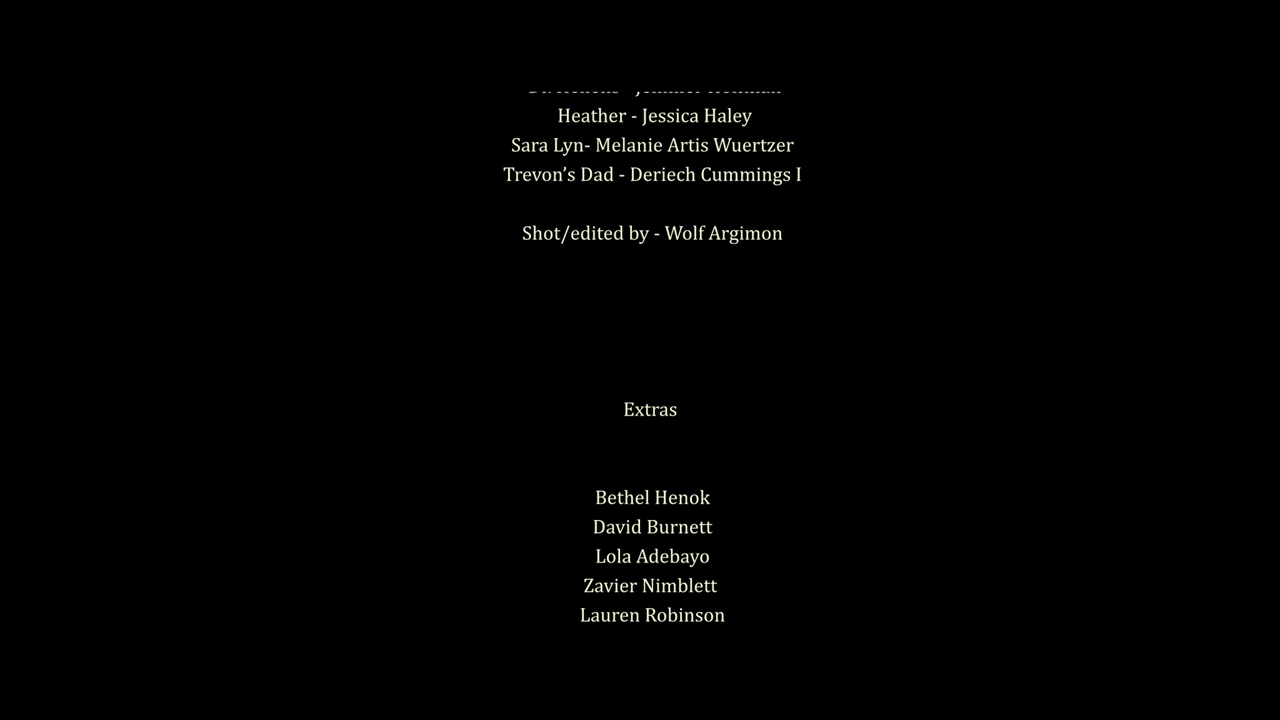 Heather - Jessica Haley
Sara Lyn- Melanie Artis Wuertzer
Trevon’s Dad - Deriech Cummings I
Shot/edited by - Wolf Argimon
Extras
Bethel Henok
David Burnett
Lola Adebayo
Zavier Nimblett
Lauren Robinson